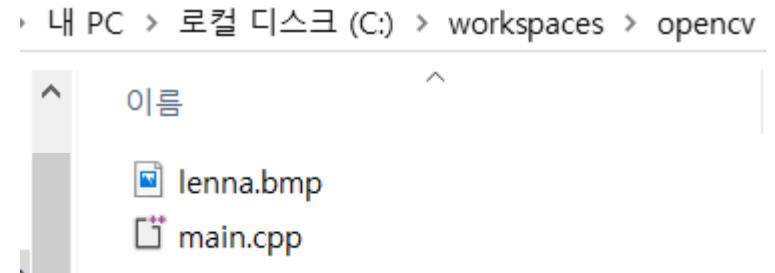 내 PC > 로컬 디스크 (C:) > workspaces > opencv
이름
lenna.bmp
main.cpp